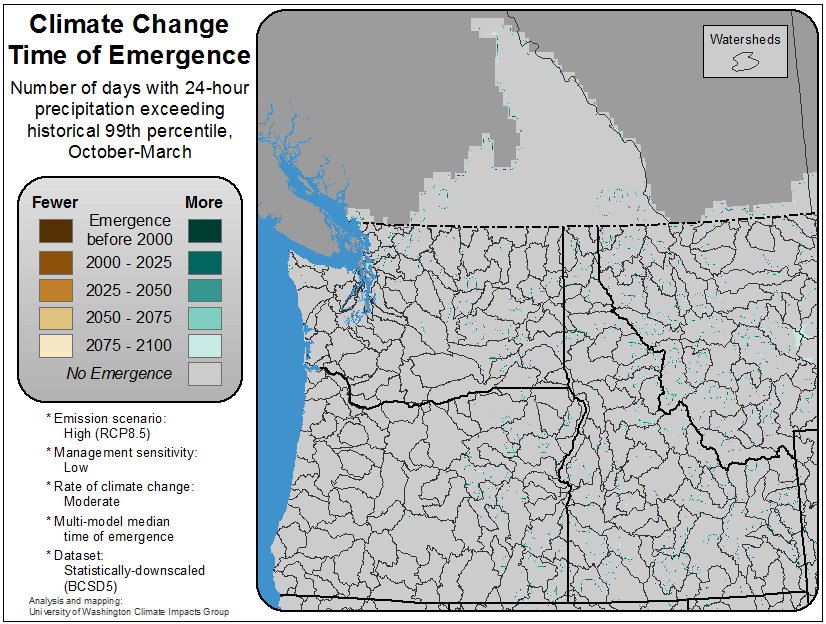 Climate Change
Time of Emergence
Number of days with 24-hour
precipitation exceeding
historical 99th percentile,
October-March
Fewer More
Emergence
before 2000
2000 - 2025
2025 - 2050
2050 - 2075
2075 - 2100
No Emergence
* Emission scenario:
High (RCP8.5)
* Management sensitivity:
Low
* Rate of climate change:
Moderate
* Multi-model median
time of emergence
* Dataset:
Statistically-downscaled
(BCSD5)
Analysis and mapping:
University of Washington Climate Impacts Group
Watersheds